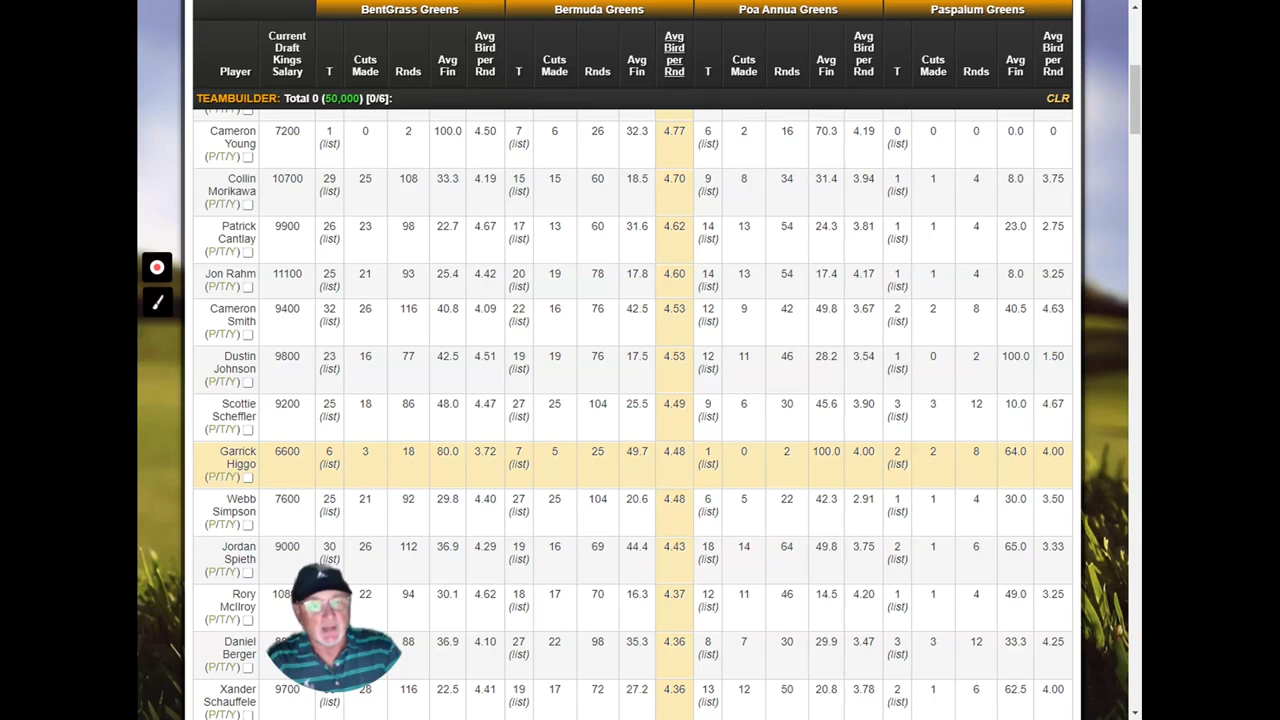 BentGrass Greens Bermuda Greens Poa Annua Greens Paspalum Greens
Player Current Draft Kings Salary T Cuts Made Rnds Avg Fin Avg Bird per Rnd T Cuts Made Rnds Avg Fin Avg Bird per Rnd T Cuts Made Rnds Avg Fin Avg Bird per Rnd T Cuts Made Rnds Avg Fin Avg Bird per Rnd
TEAMBUILDER: Total 0 (50,000) [0/6]: CLR
(P/T/Y)
Cameron 7200 1 0 2 100.0 4.50 7 6 26 32.3 4.77 6 2 16 70.3 4.19 0 0 0 0.0 0
Young (list) (list) (list) (list)
(P/T/Y)
Collin 10700 29 25 108 33.3 4.19 15 15 60 18.5 4.70 9 8 34 31.4 3.94 1 1 4 8.0 3.75
Morikawa (list) (list) (list) (list)
(P/T/Y)
Patrick 9900 26 23 98 22.7 4.67 17 13 60 31.6 4.62 14 13 54 24.3 3.81 1 1 4 23.0 2.75
Cantlay (list) (list) (list) (list)
(P/T/Y)
Jon Rahm 11100 25 21 93 25.4 4.42 20 19 78 17.8 4.60 14 13 54 17.4 4.17 1 1 4 8.0 3.25
(P/T/Y) (list) (list) (list) (list)
Cameron 9400 32 26 116 40.8 4.09 22 16 76 42.5 4.53 12 9 42 49.8 3.67 2 2 8 40.5 4.63
Smith (list) (list) (list) (list)
(P/T/Y)
Dustin 9800 23 16 77 42.5 4.51 19 19 76 17.5 4.53 12 11 46 28.2 3.54 1 0 2 100.0 1.50
Johnson (list) (list) (list) (list)
(P/T/Y)
Scottie 9200 25 18 86 48.0 4.47 27 25 104 25.5 4.49 9 6 30 45.6 3.90 3 3 12 10.0 4.67
Scheffler (list) (list) (list) (list)
(P/T/Y)
Garrick 6600 6 3 18 80.0 3.72 7 5 25 49.7 4.48 1 0 2 100.0 4.00 2 2 8 64.0 4.00
Higgo (list) (list) (list) (list)
(P/T/Y)
Webb 7600 25 21 92 29.8 4.40 27 25 104 20.6 4.48 6 5 22 42.3 2.91 1 1 4 30.0 3.50
Simpson (list) (list) (list) (list)
(P/T/Y)
Jordan 9000 30 26 112 36.9 4.29 19 16 69 44.4 4.43 18 14 64 49.8 3.75 2 1 6 65.0 3.33
Spieth (list) (list) (list) (list)
(P/T/Y)
Rory 22 94 30.1 4.62 18 17 70 16.3 4.37 12 11 46 14.5 4.20 1 1 4 49.0 3.25
McIlroy (list) (list) (list)
(P/T/Y)
Daniel 88 36.9 4.10 27 22 98 35.3 4.36 8 7 30 29.9 3.47 3 3 12 33.3 4.25
Berger (list) (list) (list)
(P/T/Y)
Xander 9700 28 116 22.5 4.41 19 17 72 27.2 4.36 13 12 50 20.8 3.78 2 1 6 62.5 4.00
Schauffele (list) (list) (list) (list)
(P/T/Y)